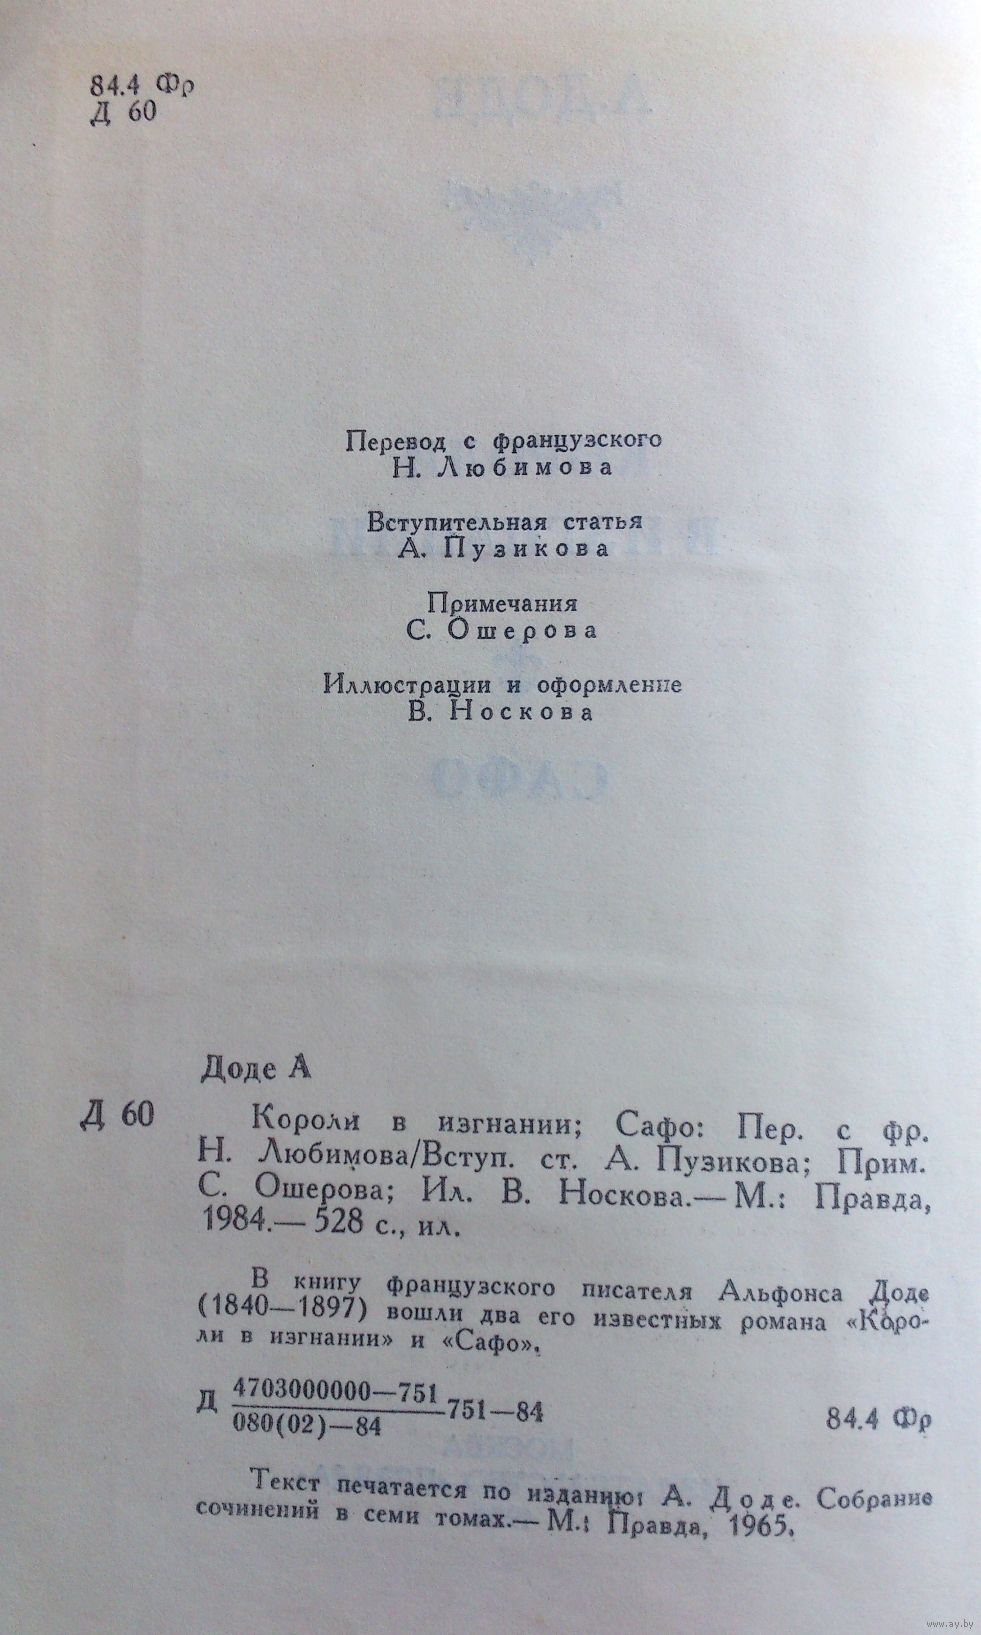 84.4 Фр
Д 60
Перевод с французского
Н. Любимова
Вступительная статья
А. Пузикова
Примечания
С. Ошерова
Иллюстрации и оформление
В. Носкова
Доде А
Д 60 Короли в изгнании; Сафо: Пер. с фр.
Н. Любимова/Вступ. ст. А. Пузикова; Прим.
С. Ошерова; Ил. В. Носкова.— М.: Правда,
1984.— 528 с., ил.
В книгу французского писателя Альфонса Доде
(1840—1897) вошли два его известных романа «Коро-
ли в изгнании» и «Сафо».
Д 4703000000—751 751—84
080(02)—84
84.4 Фр
Текст печатается по изданию: А. Доде. Собрание
сочинений в семи томах.— М.: Правда, 1965.
www.ay.by